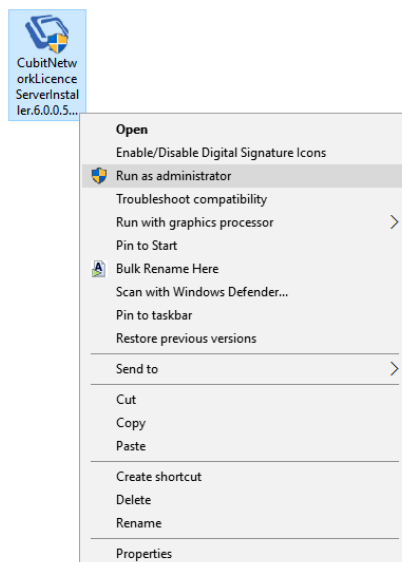 CubitNetw
orkLicence
ServerInstal
ler.6.0.0.5...
Open
Enable/Disable Digital Signature Icons
Run as administrator
Troubleshoot compatibility
Run with graphics processor
Pin to Start
Bulk Rename Here
Scan with Windows Defender...
Pin to taskbar
Restore previous versions
Send to
Cut
Copy
Paste
Create shortcut
Delete
Rename
Properties